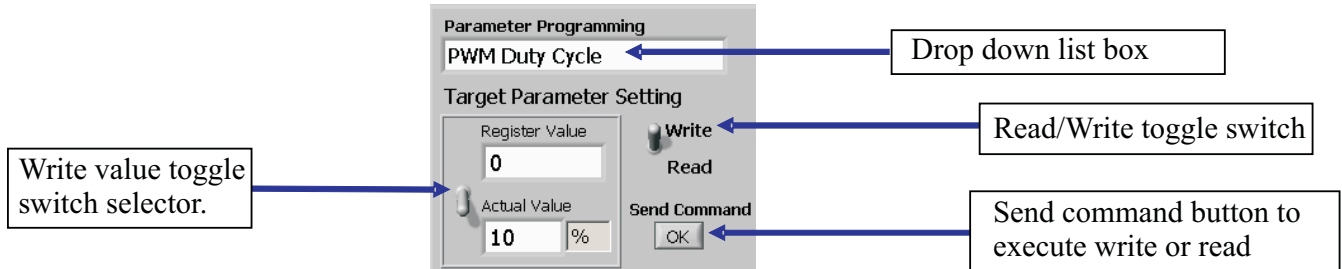 Parameter Programming
PWM Duty Cycle
Drop down list box
Target Parameter Setting
Register Value
0
Write
Read
Read/Write toggle switch
Write value toggle
switch selector.
Actual Value
10 %
Send Command
OK
Send command button to
execute write or read